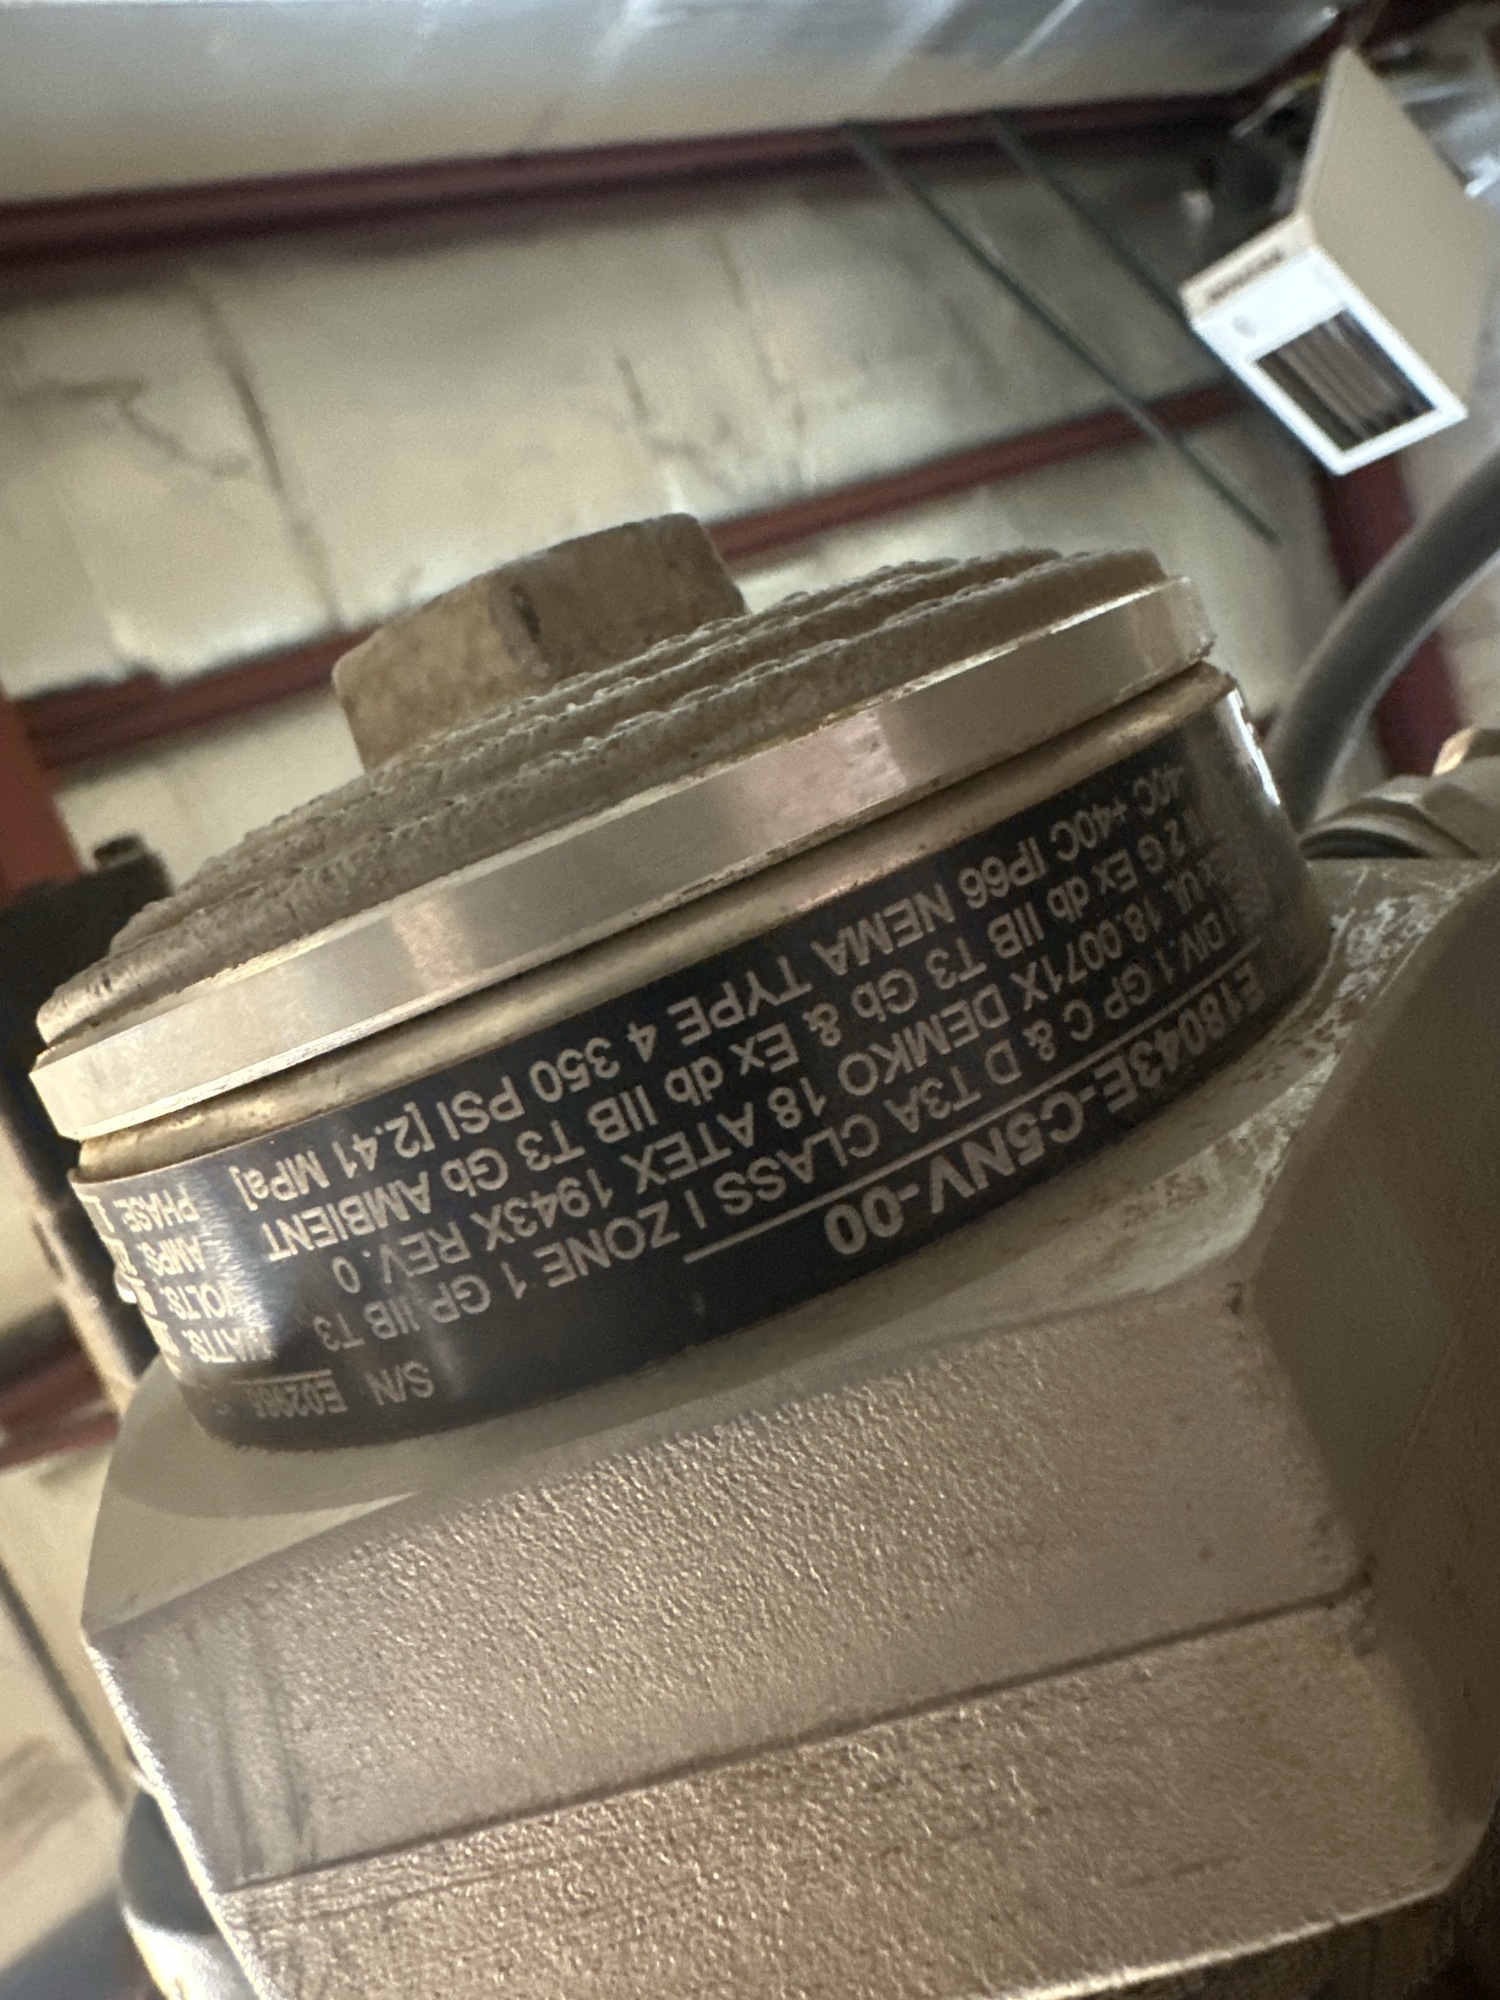 E18043E-C5NV-00
DIV. 1 GP C & D T3A CLASS I ZONE 1 GP. IIB T3
18.0071X DEMKO 18 ATEX 1943X REV. 0
2 G Ex db IIB T3 Gb & Ex db IIB T3 Gb AMBIENT
40C ++40C IP66 NEMA TYPE 4 350 PSI [2.41 MPa]
S/N
VOLTS:
AMPS:
PHASE: